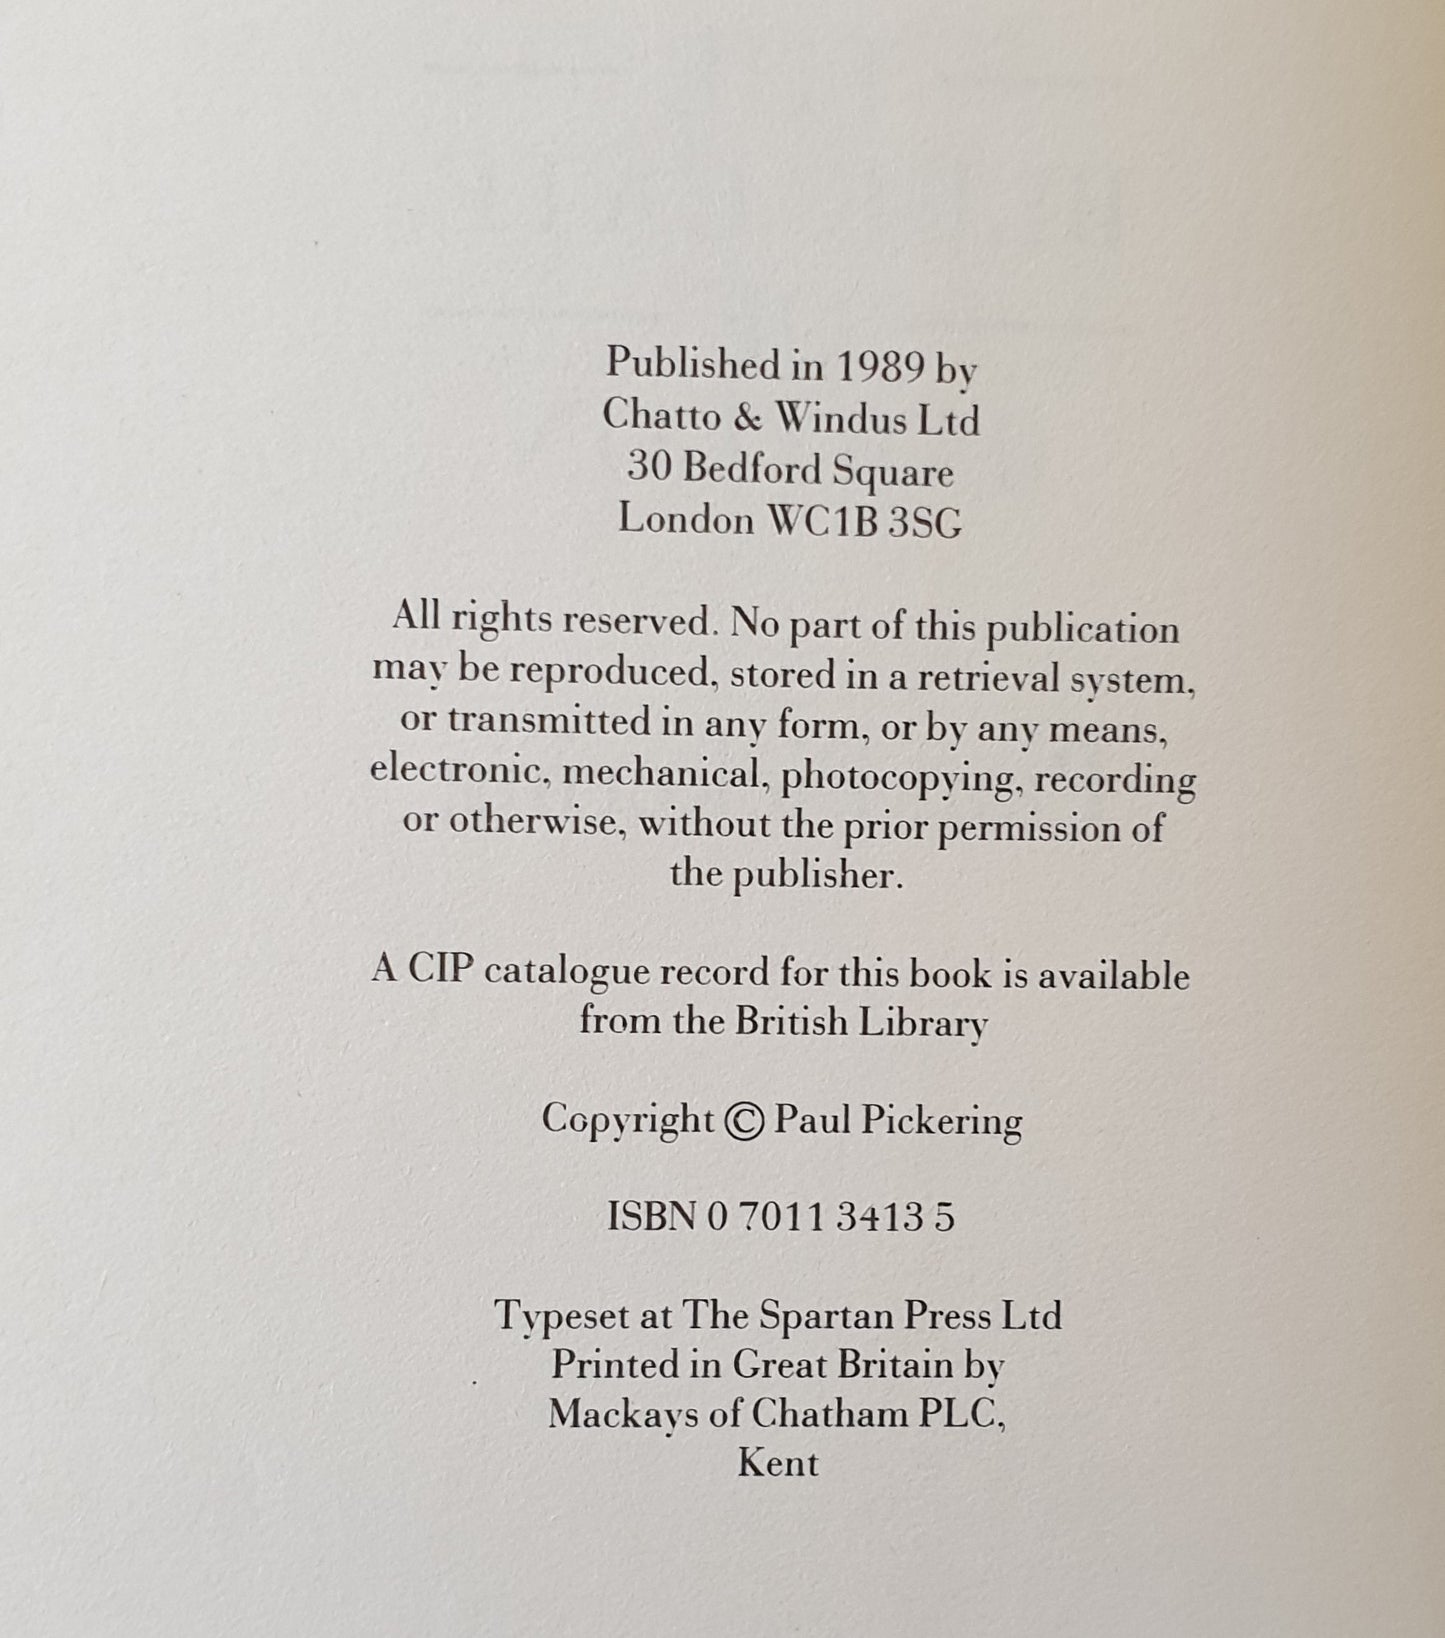 Published in 1989 by
Chatto & Windus Ltd
30 Bedford Square
London WC1B 3SG
All rights reserved. No part of this publication
may be reproduced, stored in a retrieval system,
or transmitted in any form, or by any means,
electronic, mechanical, photocopying, recording
or otherwise, without the prior permission of
the publisher.
A CIP catalogue record for this book is available
from the British Library
Copyright © Paul Pickering
ISBN 0 7011 3413 5
Typeset at The Spartan Press Ltd
Printed in Great Britain by
Mackays of Chatham PLC,
Kent